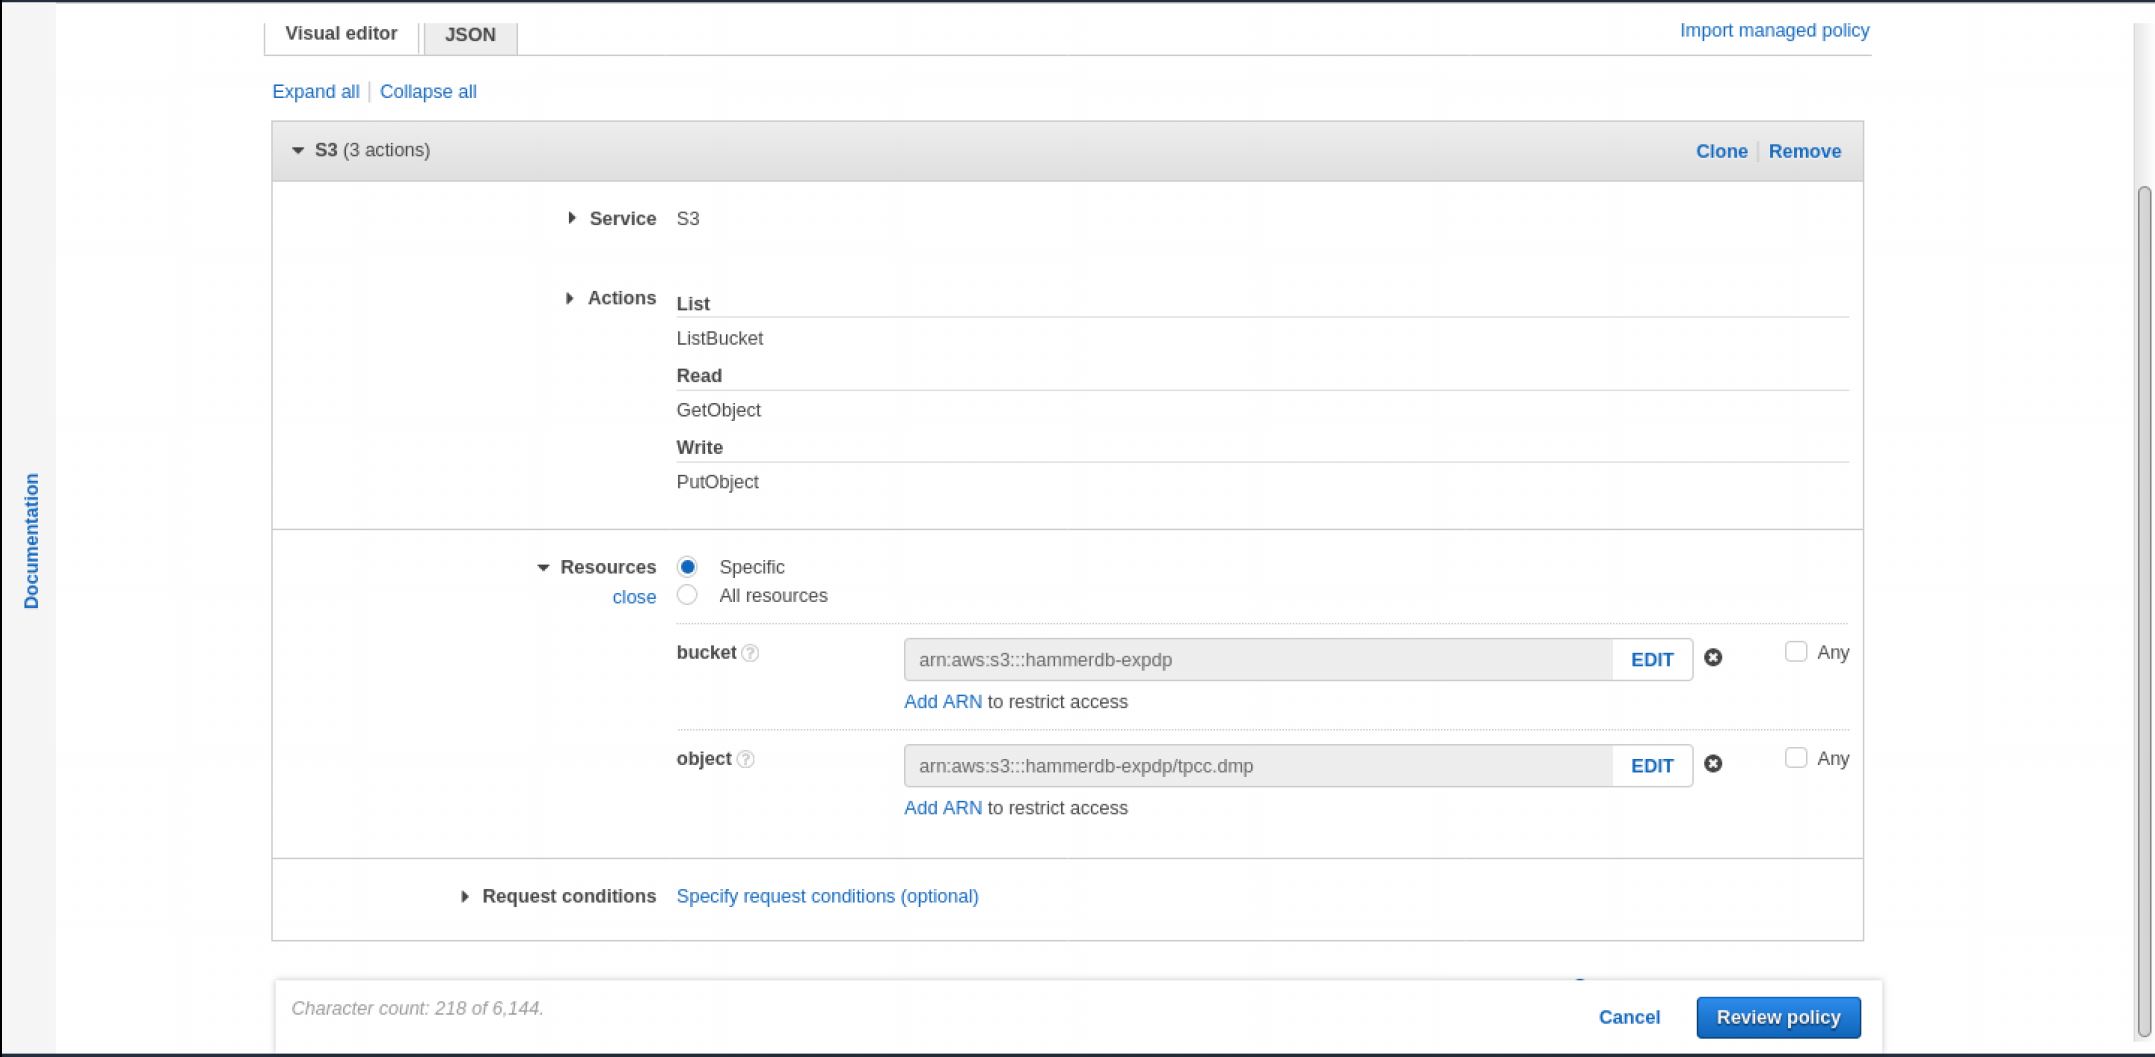 Visual editor JSON Import managed policy
Expand all Collapse all
S3 (3 actions) Clone Remove
Service S3
Actions List
ListBucket
Read
GetObject
Write
PutObject
Documentation
Resources Specific
close All resources
bucket ? arn:aws:s3:::hammerdb-expdp EDIT Any
Add ARN to restrict access
object ? arn:aws:s3:::hammerdb-expdp/tpcc.dmp EDIT Any
Add ARN to restrict access
Request conditions Specify request conditions (optional)
Character count: 218 of 6,144.
Cancel Review policy